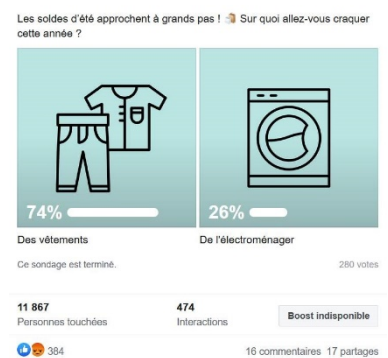 Les soldes d'été approchent à grands pas ! Sur quoi allez-vous craquer
cette année ?
74%
26%
Des vêtements
De l'électroménager
Ce sondage est terminé.
280 votes
11 867
474
Personnes touchées
Interactions
Boost indisponible
384
16 commentaires 17 partages